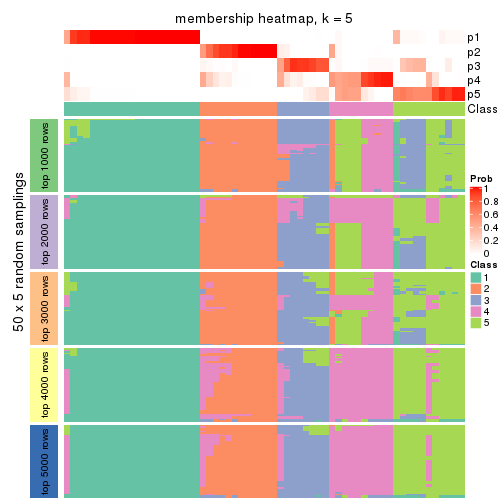 membership heatmap, k = 5
p1
p2
p3
p4
p5
Class
50 x 5 random samplings
top 1000 rows
top 2000 rows
top 3000 rows
top 4000 rows
top 5000 rows
Prob
1
0.8
0.6
0.4
0.2
0
Class
1
2
3
4
5